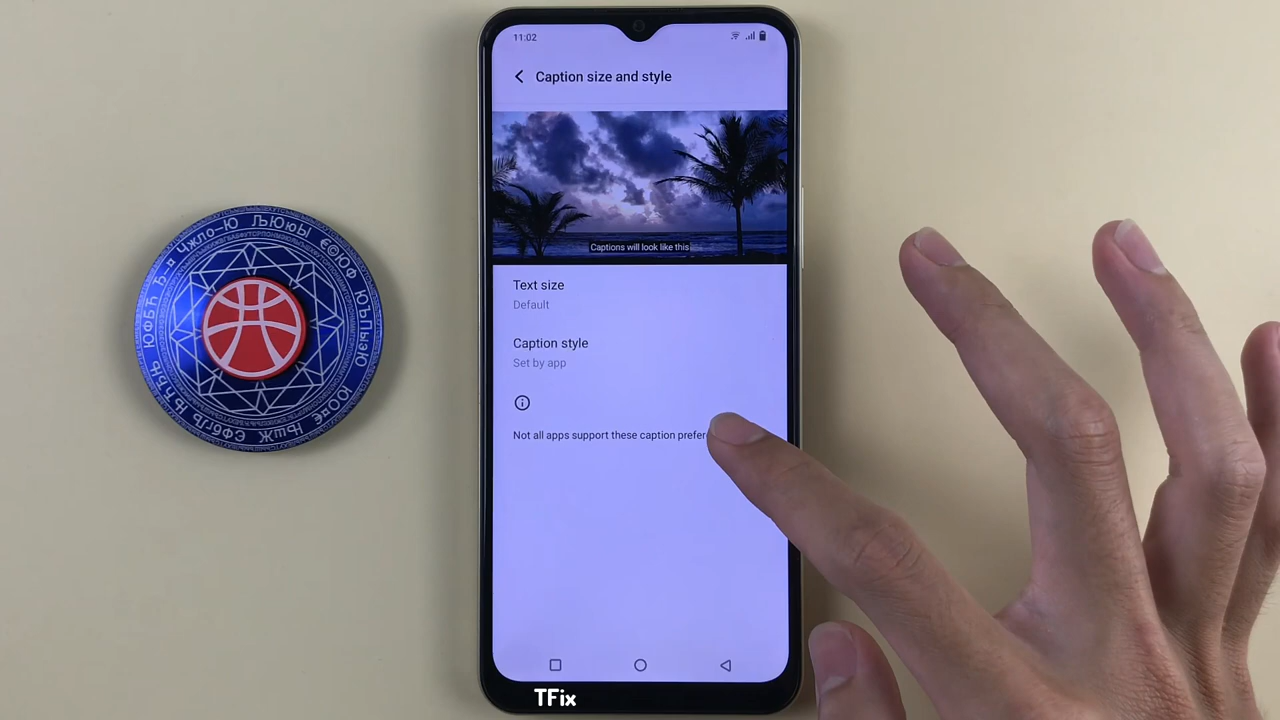 11:02
Caption size and style
Captions will look like this
Text size
Default
Caption style
Set by app
Not all apps support these caption
TFix